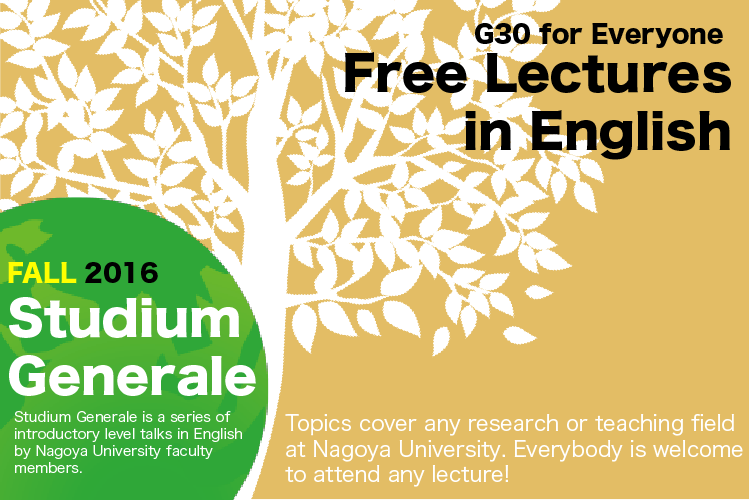 G30 for Everyone
Free Lectures
in English
FALL 2016
Studium
Generale
Studium Generale is a series of
introductory level talks in English
by Nagoya University faculty
members.
Topics cover any research or teaching field
at Nagoya University. Everybody is welcome
to attend any lecture!